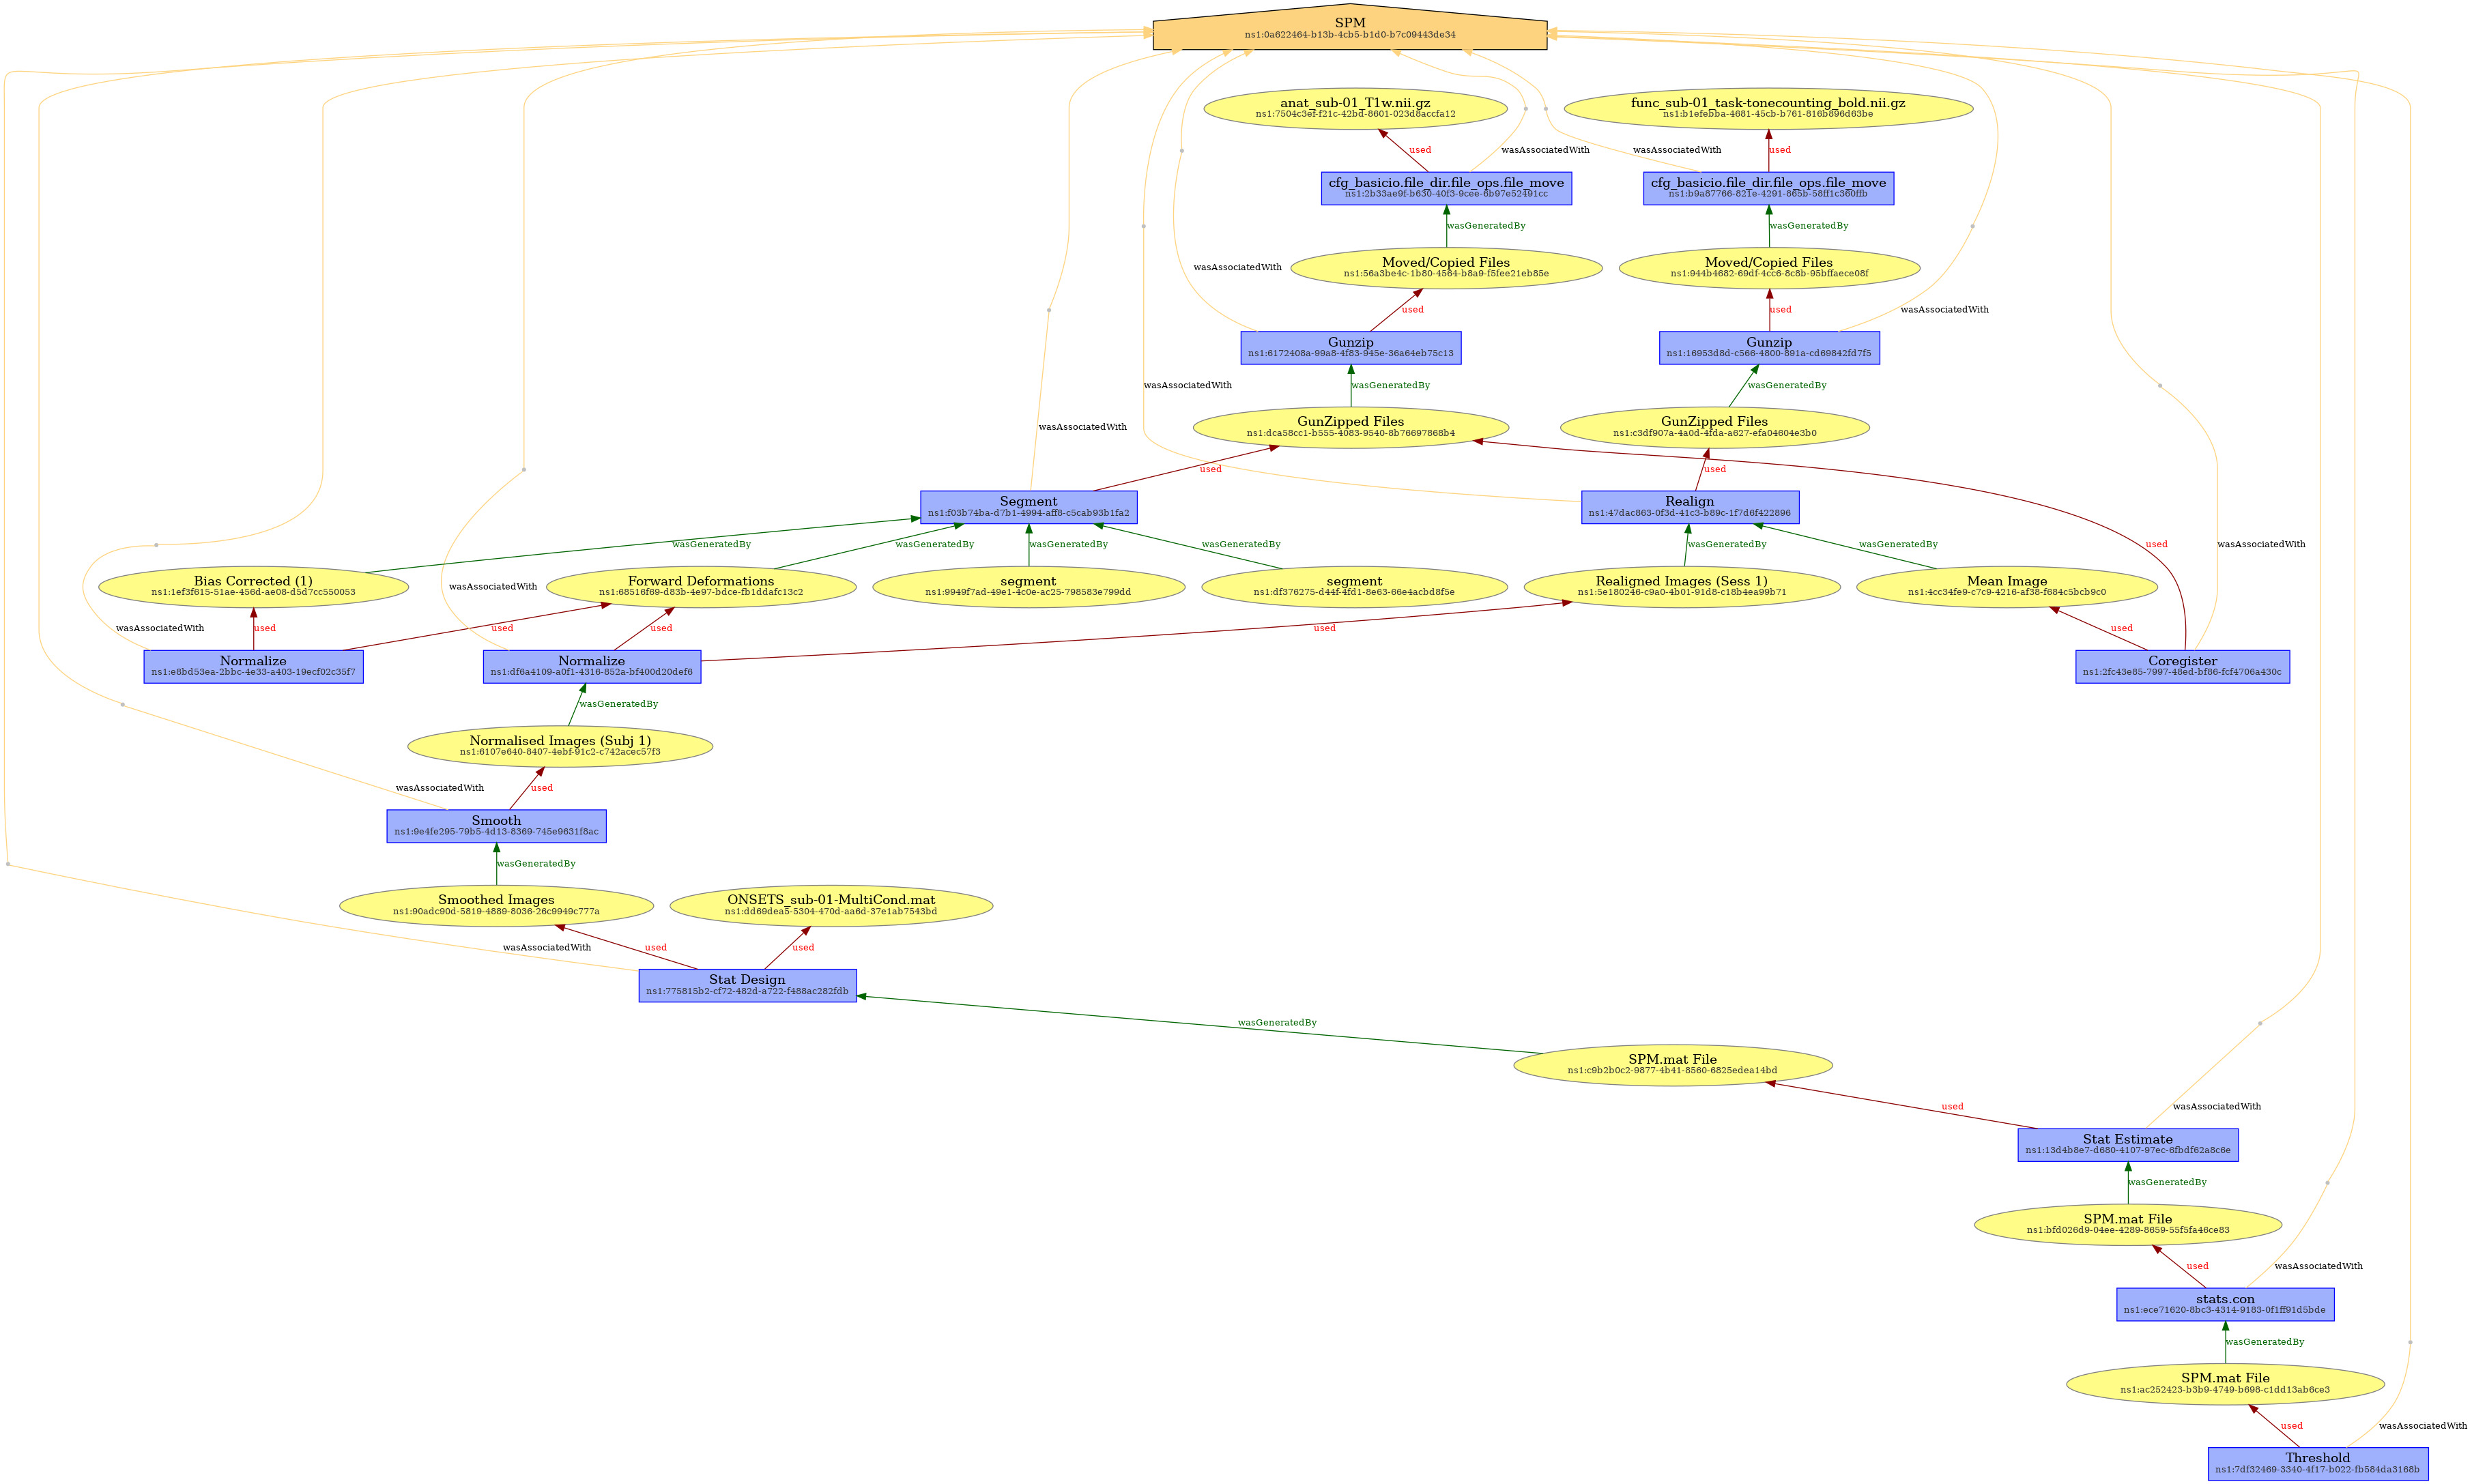 SPM
ns1:0a622464-b13b-4cb5-b1d0-b7c09443de34
anat_sub-01_T1w.nii.gz
ns1:7504c3ef-f21c-42bd-8601-023d8accfa12
func_sub-01_task-tonecounting_bold.nii.gz
ns1:b1efebba-4681-45cb-b761-816b896d63be
used
wasAssociatedWith
wasAssociatedWith
used
cfg_basicio.file_dir.file_ops.file_move
ns1:2b33ae9f-b630-40f3-9cee-6b97e52491cc
cfg_basicio.file_dir.file_ops.file_move
ns1:b9a87766-821e-4291-865b-58ff1c360ffb
wasGeneratedBy
wasGeneratedBy
wasAssociatedWith
Moved/Copied Files
ns1:56a3be4c-1b80-4564-b8a9-f5fee21eb85e
Moved/Copied Files
ns1:944b4682-69df-4cc6-8c8b-95bffaece08f
used
used
wasAssociatedWith
Gunzip
ns1:6172408a-99a8-4f83-945e-36a64eb75c13
Gunzip
ns1:16953d8d-c566-4800-891a-cd69842fd7f5
wasAssociatedWith
wasGeneratedBy
wasGeneratedBy
wasAssociatedWith
GunZipped Files
ns1:dca58cc1-b555-4083-9540-8b76697868b4
GunZipped Files
ns1:c3df907a-4a0d-4fda-a627-efa04604e3b0
used
used
Segment
ns1:f03b74ba-d7b1-4994-aff8-c5cab93b1fa2
Realign
ns1:47dac863-0f3d-41c3-b89c-1f7d6f422896
wasGeneratedBy
wasGeneratedBy
wasGeneratedBy
wasGeneratedBy
wasGeneratedBy
wasGeneratedBy
used
wasAssociatedWith
Bias Corrected (1)
ns1:1ef3f615-51ae-456d-ae08-d5d7cc550053
wasAssociatedWith
Forward Deformations
ns1:68516f69-d83b-4e97-bdce-fb1ddafc13c2
segment
ns1:9949f7ad-49e1-4c0e-ac25-798583e799dd
segment
ns1:df376275-d44f-4fd1-8e63-66e4acbd8f5e
Realigned Images (Sess 1)
ns1:5e180246-c9a0-4b01-91d8-c18b4ea99b71
Mean Image
ns1:4cc34fe9-c7c9-4216-af38-f684c5bcb9c0
wasAssociatedWith
used
used
used
used
used
Normalize
ns1:e8bd53ea-2bbc-4e33-a403-19ecf02c35f7
Normalize
ns1:df6a4109-a0f1-4316-852a-bf400d20def6
Coregister
ns1:2fc43e85-7997-48ed-bf86-fcf4706a430c
wasGeneratedBy
Normalised Images (Subj 1)
ns1:6107e640-8407-4ebf-91c2-c742acec57f3
wasAssociatedWith
used
Smooth
ns1:9e4fe295-79b5-4d13-8369-745e9631f8ac
wasGeneratedBy
Smoothed Images
ns1:90adc90d-5819-4889-8036-26c9949c777a
ONSETS_sub-01-MultiCond.mat
ns1:dd69dea5-5304-470d-aa6d-37e1ab7543bd
wasAssociatedWith
used
used
Stat Design
ns1:775815b2-cf72-482d-a722-f488ac282fdb
wasGeneratedBy
SPM.mat File
ns1:c9b2b0c2-9877-4b41-8560-6825edea14bd
used
wasAssociatedWith
Stat Estimate
ns1:13d4b8e7-d680-4107-97ec-6fbdf62a8c6e
wasGeneratedBy
SPM.mat File
ns1:bfd026d9-04ee-4289-8659-55f5fa46ce83
used
wasAssociatedWith
stats.con
ns1:ece71620-8bc3-4314-9183-0f1ff91d5bde
wasGeneratedBy
SPM.mat File
ns1:ac252423-b3b9-4749-b698-c1dd13ab6ce3
used
wasAssociatedWith
Threshold
ns1:7df32469-3340-4f17-b022-fb584da3168b